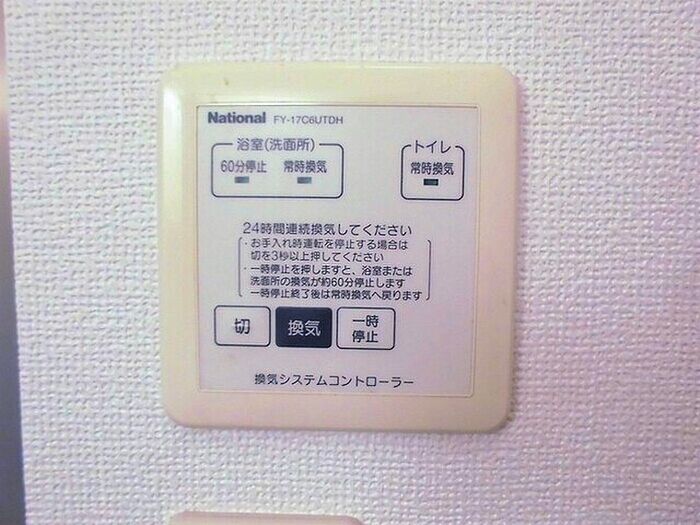 National FY-17C6UTDH
浴室(洗面所)
60分停止 常時換気
トイレ
常時換気
24時間連続換気してください
・お手入れ時運転を停止する場合は
切を3秒以上押してください
・一時停止を押しますと、浴室または
洗面所の換気が約60分停止します
一時停止終了後は常時換気へ戻ります
切
換気
一時
停止
換気システムコントローラー